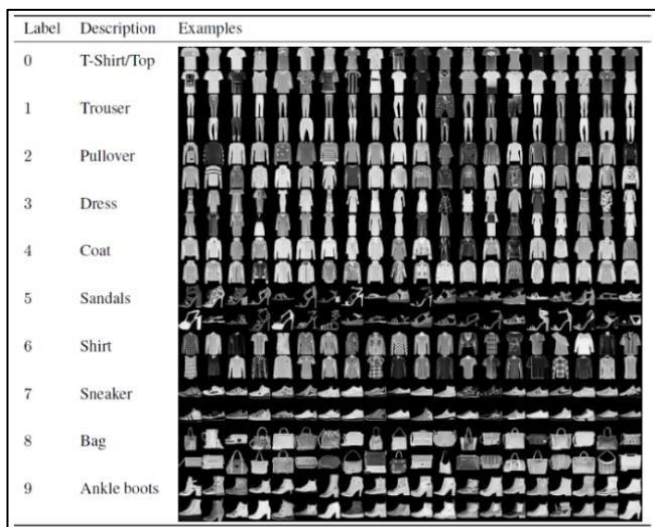 Label Description Examples
0 T-Shirt/Top
1 Trouser
2 Pullover
3 Dress
4 Coat
5 Sandals
6 Shirt
7 Sneaker
8 Bag
9 Ankle boots